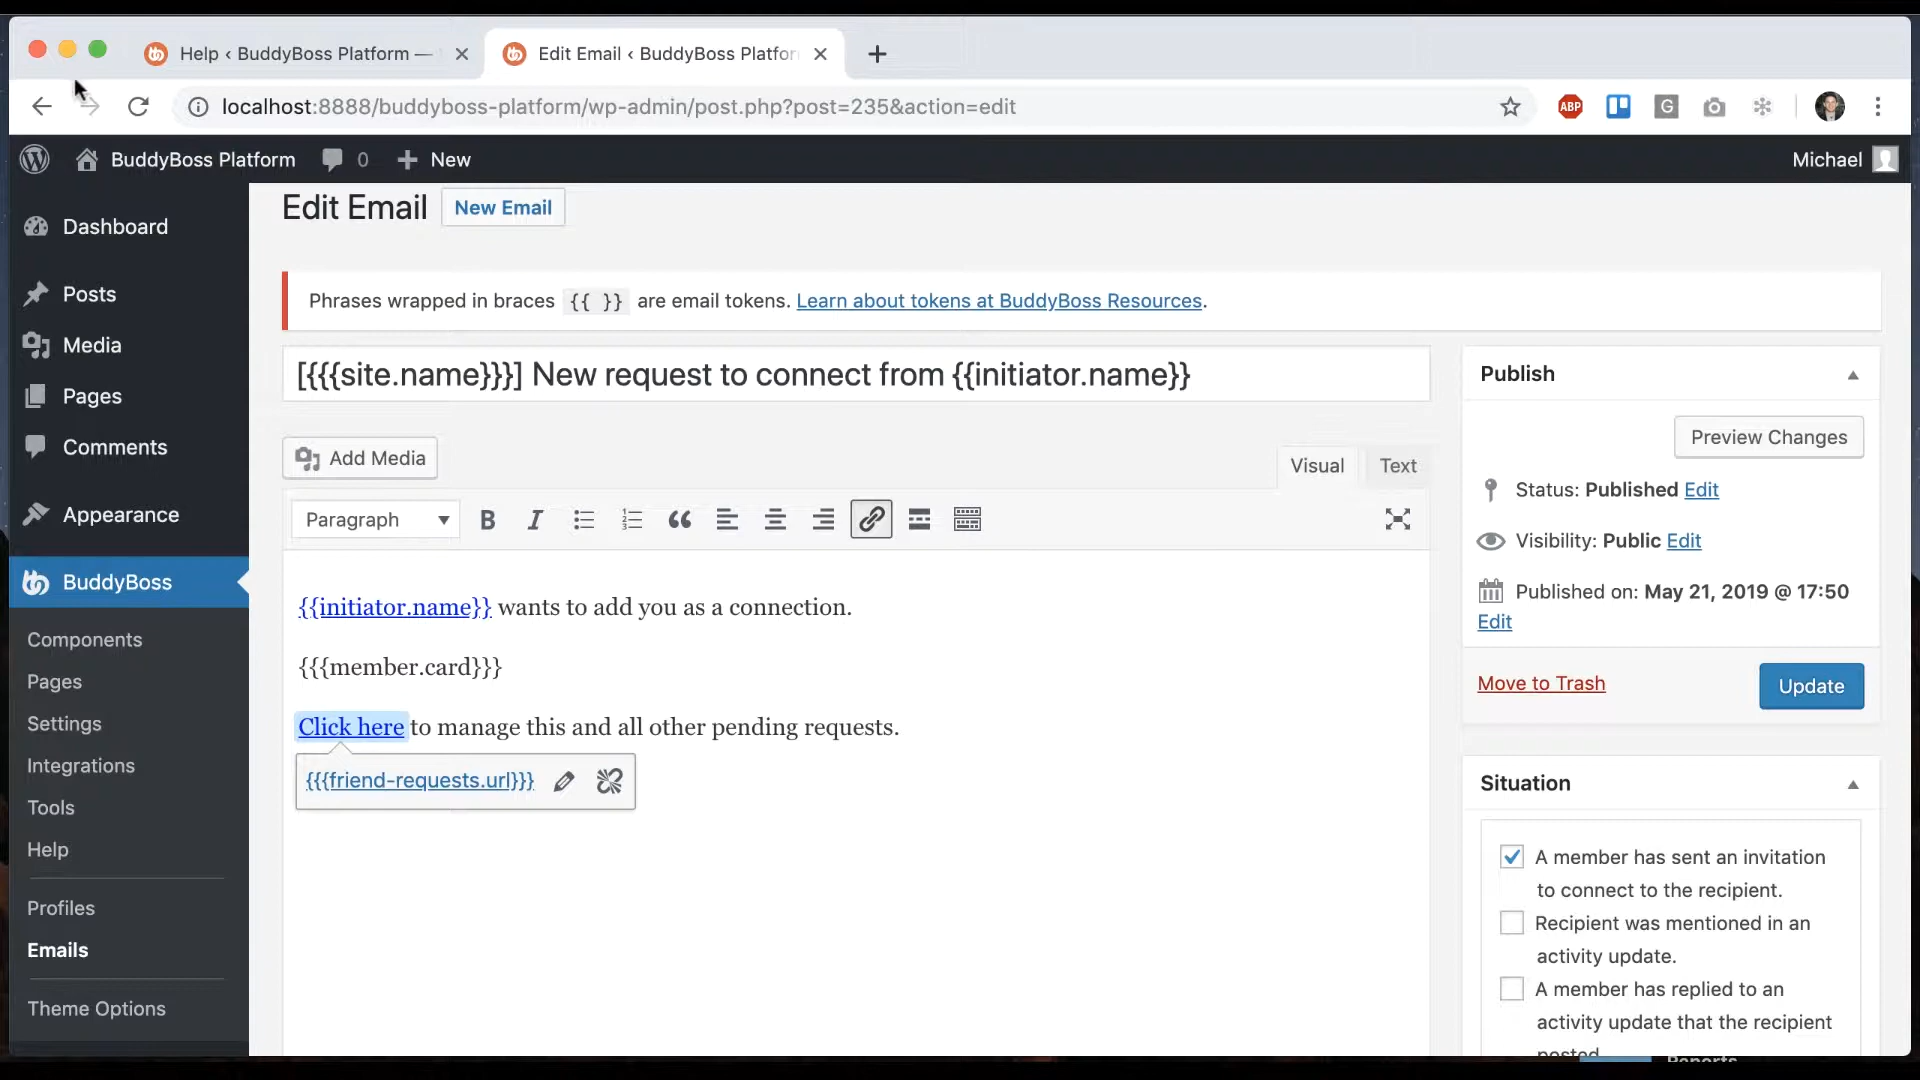 Help ‹ BuddyBoss Platform —
Edit Email ‹ BuddyBoss Platfor
localhost:8888/buddyboss-platform/wp-admin/post.php?post=235&action=edit
ABP
G
BuddyBoss Platform
0
New
Michael
Dashboard
Posts
Media
Pages
Comments
Appearance
BuddyBoss
Components
Pages
Settings
Integrations
Tools
Help
Profiles
Emails
Theme Options
Edit Email
New Email
Phrases wrapped in braces {{ }} are email tokens. Learn about tokens at BuddyBoss Resources.
[{{{site.name}}}] New request to connect from {{initiator.name}}
Add Media
Visual
Text
Paragraph
{{initiator.name}} wants to add you as a connection.
{{{member.card}}}
Click here to manage this and all other pending requests.
{{{friend-requests.url}}}
Publish
Preview Changes
Status: Published Edit
Visibility: Public Edit
Published on: May 21, 2019 @ 17:50
Edit
Move to Trash
Update
Situation
A member has sent an invitation
to connect to the recipient.
Recipient was mentioned in an
activity update.
A member has replied to an
activity update that the recipient
posted.